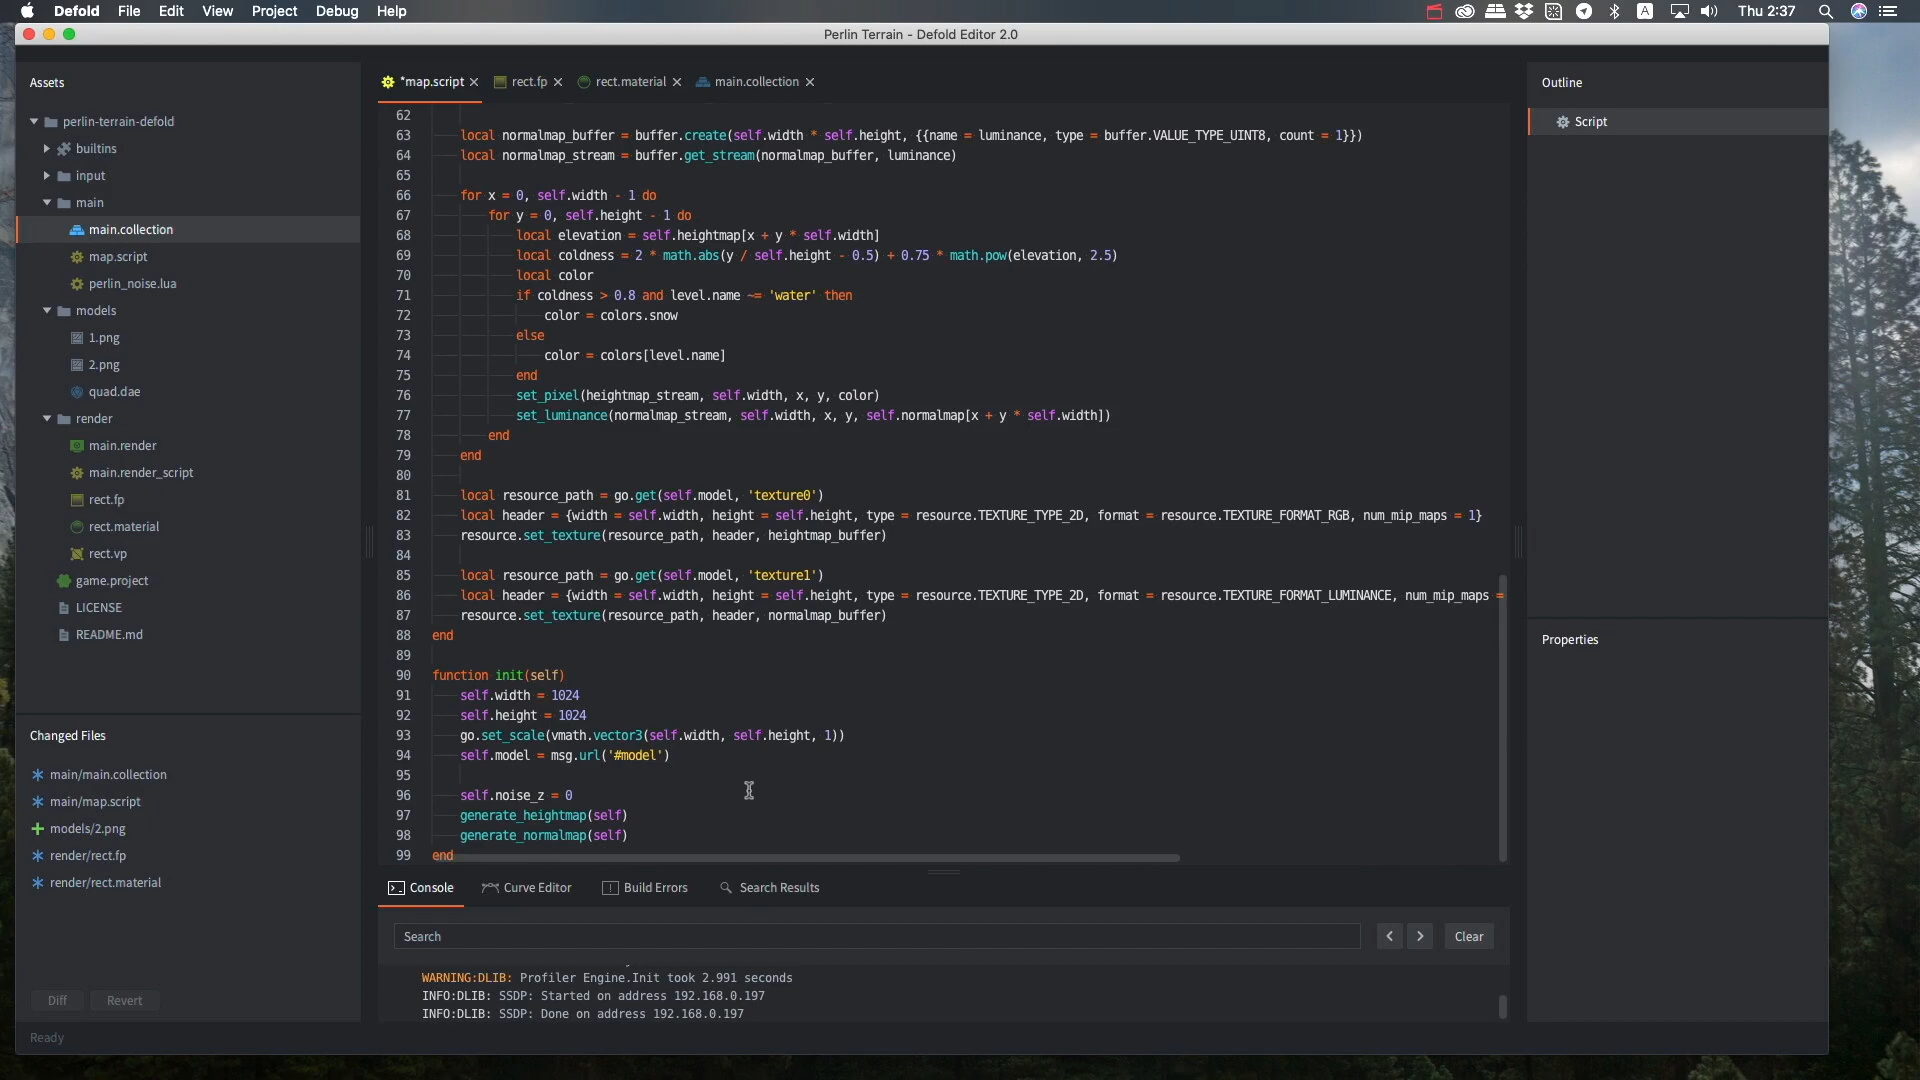 Defold File Edit View Project Debug Help
A Thu 2:37
Perlin Terrain - Defold Editor 2.0
Assets
perlin-terrain-defold
builtins
input
main
main.collection
map.script
perlin_noise.lua
models
1.png
2.png
quad.dae
render
main.render
main.render_script
rect.fp
rect.material
rect.vp
game.project
LICENSE
README.md
Changed Files
main/main.collection
main/map.script
models/2.png
render/rect.fp
render/rect.material
Diff Revert
Ready
*map.script rect.fp rect.material main.collection
62
63 local normalmap_buffer = buffer.create(self.width * self.height, {{name = luminance, type = buffer.VALUE_TYPE_UINT8, count = 1}})
64 local normalmap_stream = buffer.get_stream(normalmap_buffer, luminance)
65
66 for x = 0, self.width - 1 do
67 for y = 0, self.height - 1 do
68 local elevation = self.heightmap[x + y * self.width]
69 local coldness = 2 * math.abs(y / self.height - 0.5) + 0.75 * math.pow(elevation, 2.5)
70 local color
71 if coldness > 0.8 and level.name ~= 'water' then
72 color = colors.snow
73 else
74 color = colors[level.name]
75 end
76 set_pixel(heightmap_stream, self.width, x, y, color)
77 set_luminance(normalmap_stream, self.width, x, y, self.normalmap[x + y * self.width])
78 end
79 end
80
81 local resource_path = go.get(self.model, 'texture0')
82 local header = {width = self.width, height = self.height, type = resource.TEXTURE_TYPE_2D, format = resource.TEXTURE_FORMAT_RGB, num_mip_maps = 1}
83 resource.set_texture(resource_path, header, heightmap_buffer)
84
85 local resource_path = go.get(self.model, 'texture1')
86 local header = {width = self.width, height = self.height, type = resource.TEXTURE_TYPE_2D, format = resource.TEXTURE_FORMAT_LUMINANCE, num_mip_maps =
87 resource.set_texture(resource_path, header, normalmap_buffer)
88 end
89
90 function init(self)
91 self.width = 1024
92 self.height = 1024
93 go.set_scale(vmath.vector3(self.width, self.height, 1))
94 self.model = msg.url('#model')
95
96 self.noise_z = 0
97 generate_heightmap(self)
98 generate_normalmap(self)
99 end
Console Curve Editor Build Errors Search Results
Search Clear
WARNING:DLIB: Profiler Engine.Init took 2.991 seconds
INFO:DLIB: SSDP: Started on address 192.168.0.197
INFO:DLIB: SSDP: Done on address 192.168.0.197
Outline
Script
Properties